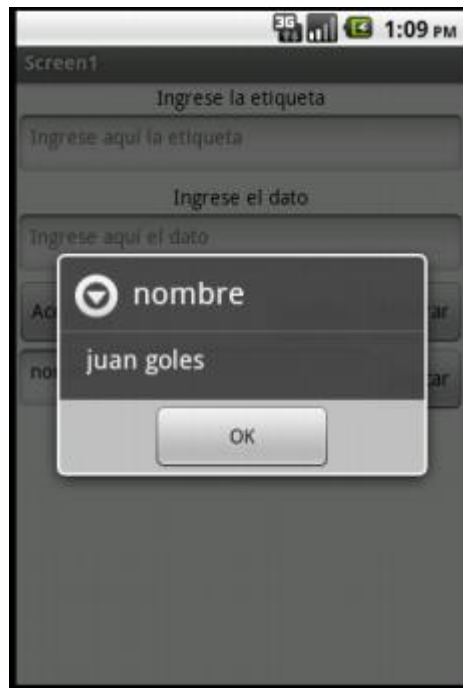 3G
1:09 PM
Screen1
Ingrese la etiqueta
Ingrese aquí la etiqueta
Ingrese el dato
Ingrese aquí el dato
nombre
juan goles
OK